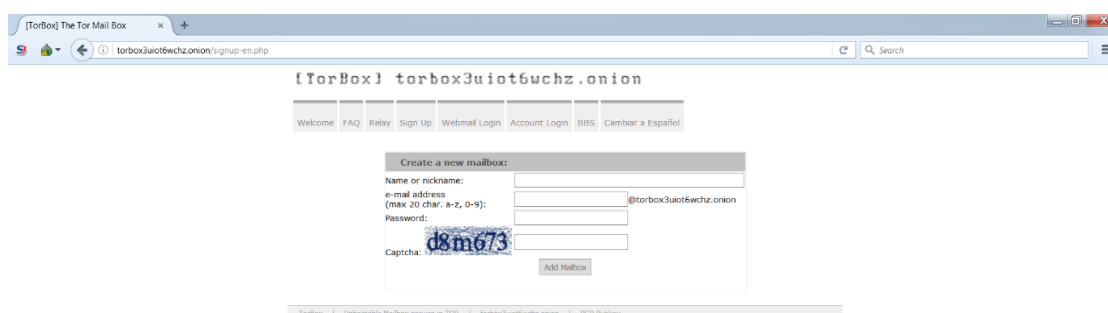 [TorBox] The Tor Mail Box
torbox3uiot6wchz.onion/signup-en.php
Search
[TorBox] torbox3uiot6wchz.onion
Welcome FAQ Relay Sign Up Webmail Login Account Login BBS Cambiar a Español
Create a new mailbox:
Name or nickname:
e-mail address
(max 20 char. a-z, 0-9):
@torbox3uiot6wchz.onion
Password:
Captcha: d8m673
Add Mailbox